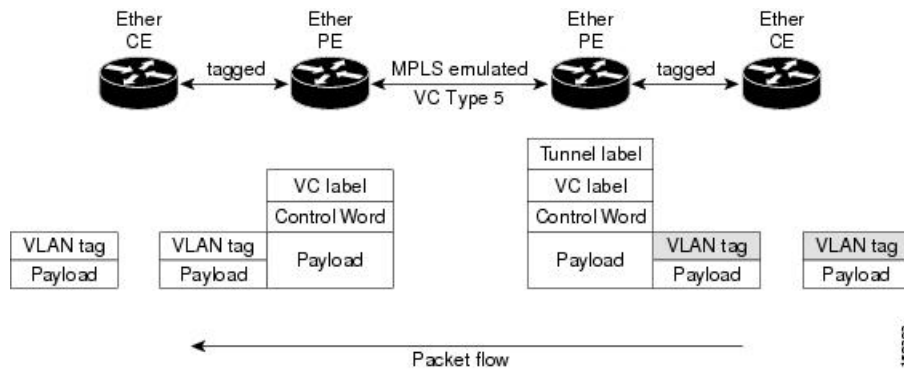 Ether CE
Ether PE
Ether PE
Ether CE
tagged
MPLS emulated
VC Type 5
tagged
VLAN tag
Payload
VLAN tag
Payload
VC label
Control Word
Payload
Tunnel label
VC label
Control Word
Payload
VLAN tag
Payload
VLAN tag
Payload
Packet flow